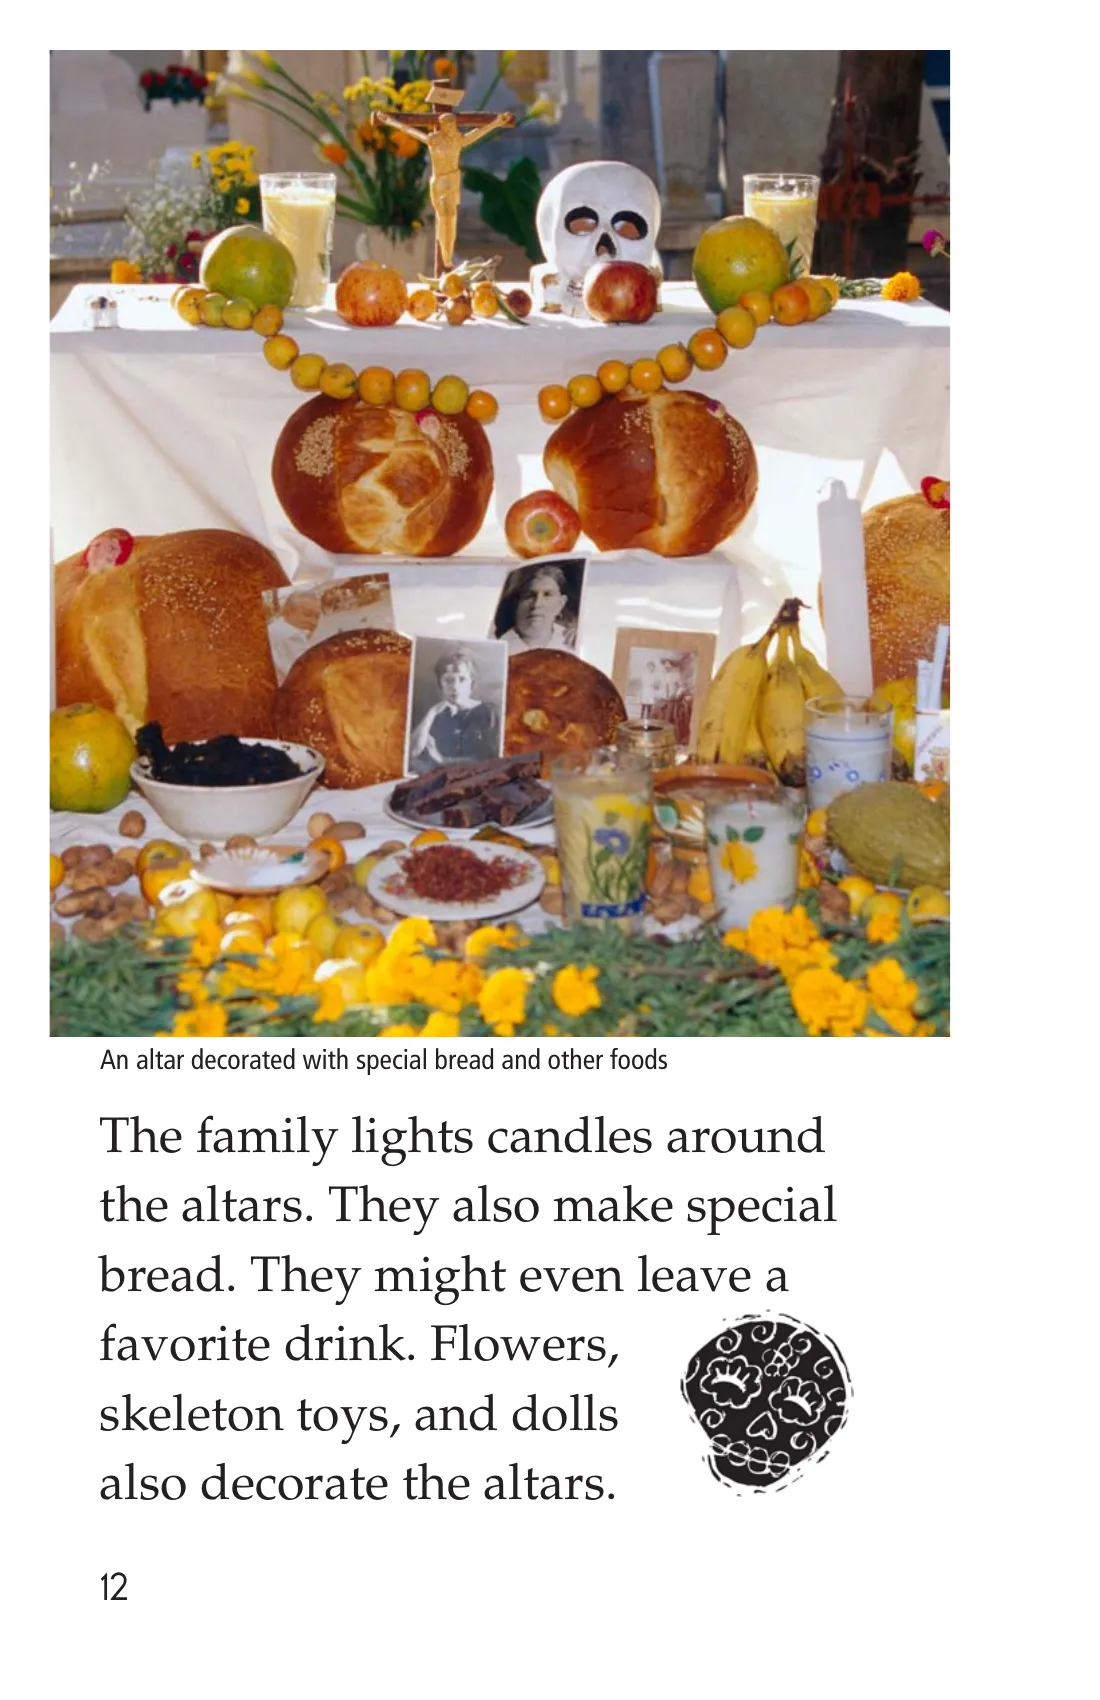 An altar decorated with special bread and other foods
The family lights candles around
the altars. They also make special
bread. They might even leave a
favorite drink. Flowers,
skeleton toys, and dolls
also decorate the altars.
12